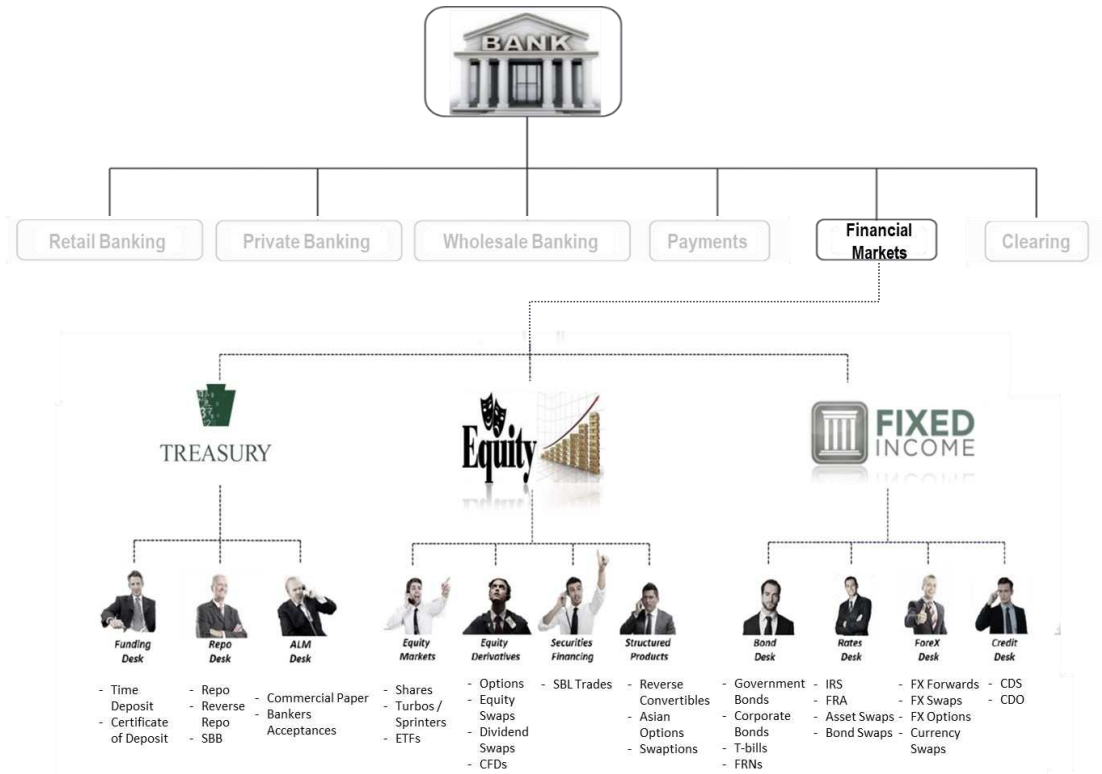 BANK
Retail Banking
Private Banking
Wholesale Banking
Payments
Financial
Markets
Clearing
TREASURY
Equity
FIXED
INCOME
Funding
Desk
Repo
Desk
ALM
Desk
Equity
Markets
Equity
Derivatives
Securities
Financing
Structured
Products
Bond
Desk
Rates
Desk
ForeX
Desk
Credit
Desk
- Time
Deposit
- Certificate
of Deposit
- Repo
- Reverse
Repo
- SBB
- Commercial Paper
- Bankers
Acceptances
- Shares
- Turbos /
Sprinters
- ETFs
- Options
- Equity
Swaps
- Dividend
Swaps
- CFDs
- SBL Trades
- Reverse
Convertibles
- Asian
Options
- Swaptions
- Government
Bonds
- Corporate
Bonds
- T-bills
- FRNs
- IRS
- FRA
- Asset Swaps
- Bond Swaps
- FX Forwards
- FX Swaps
- FX Options
- Currency
Swaps
- CDS
- CDO